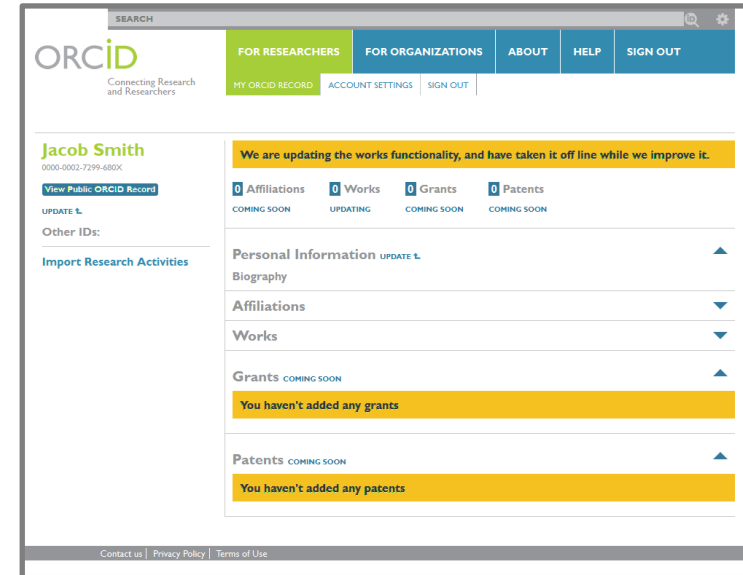 SEARCH
iD
ORCiD
Connecting Research
and Researchers
FOR RESEARCHERS FOR ORGANIZATIONS ABOUT HELP SIGN OUT
MY ORCID RECORD ACCOUNT SETTINGS SIGN OUT
Jacob Smith
0000-0002-7299-680X
View Public ORCID Record
UPDATE
Other IDs:
Import Research Activities
We are updating the works functionality, and have taken it off line while we improve it.
0 Affiliations 0 Works 0 Grants 0 Patents
COMING SOON UPDATING COMING SOON COMING SOON
Personal Information UPDATE
Biography
Affiliations
Works
Grants COMING SOON
You haven't added any grants
Patents COMING SOON
You haven't added any patents
Contact us | Privacy Policy | Terms of Use